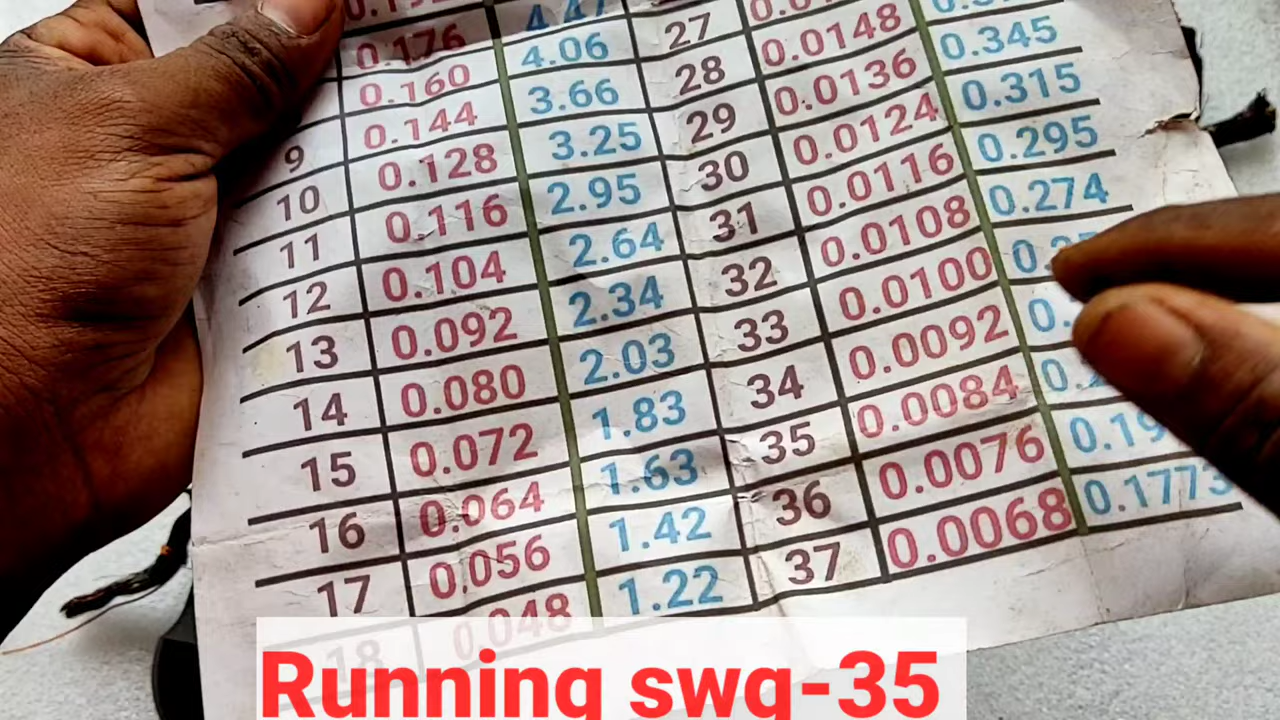 0.176
0.160 4.06 27
9 0.144 3.66 28 0.0148
10 0.128 3.25 29 0.0136 0.345
11 0.116 2.95 30 0.0124 0.315
12 0.104 2.64 31 0.0116 0.295
13 0.092 2.34 32 0.0108 0.274
14 0.080 2.03 33 0.0100
15 0.072 1.83 34 0.0092
16 0.064 1.63 35 0.0084
17 0.056 1.42 36 0.0076
18 0.048 1.22 37 0.0068 0.1773
Running swg-35